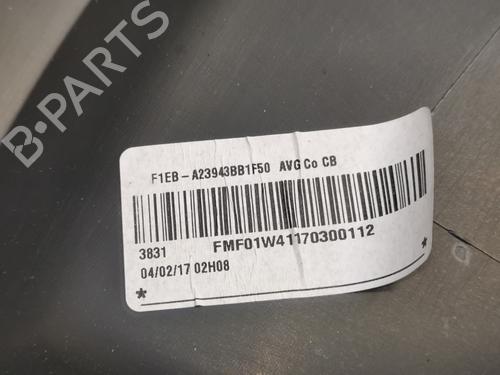 B-PARTS
F1EB-A23943BB1F50 AVG Co CB
3831 FMF01W41170300112
04/02/17 02H08
* *